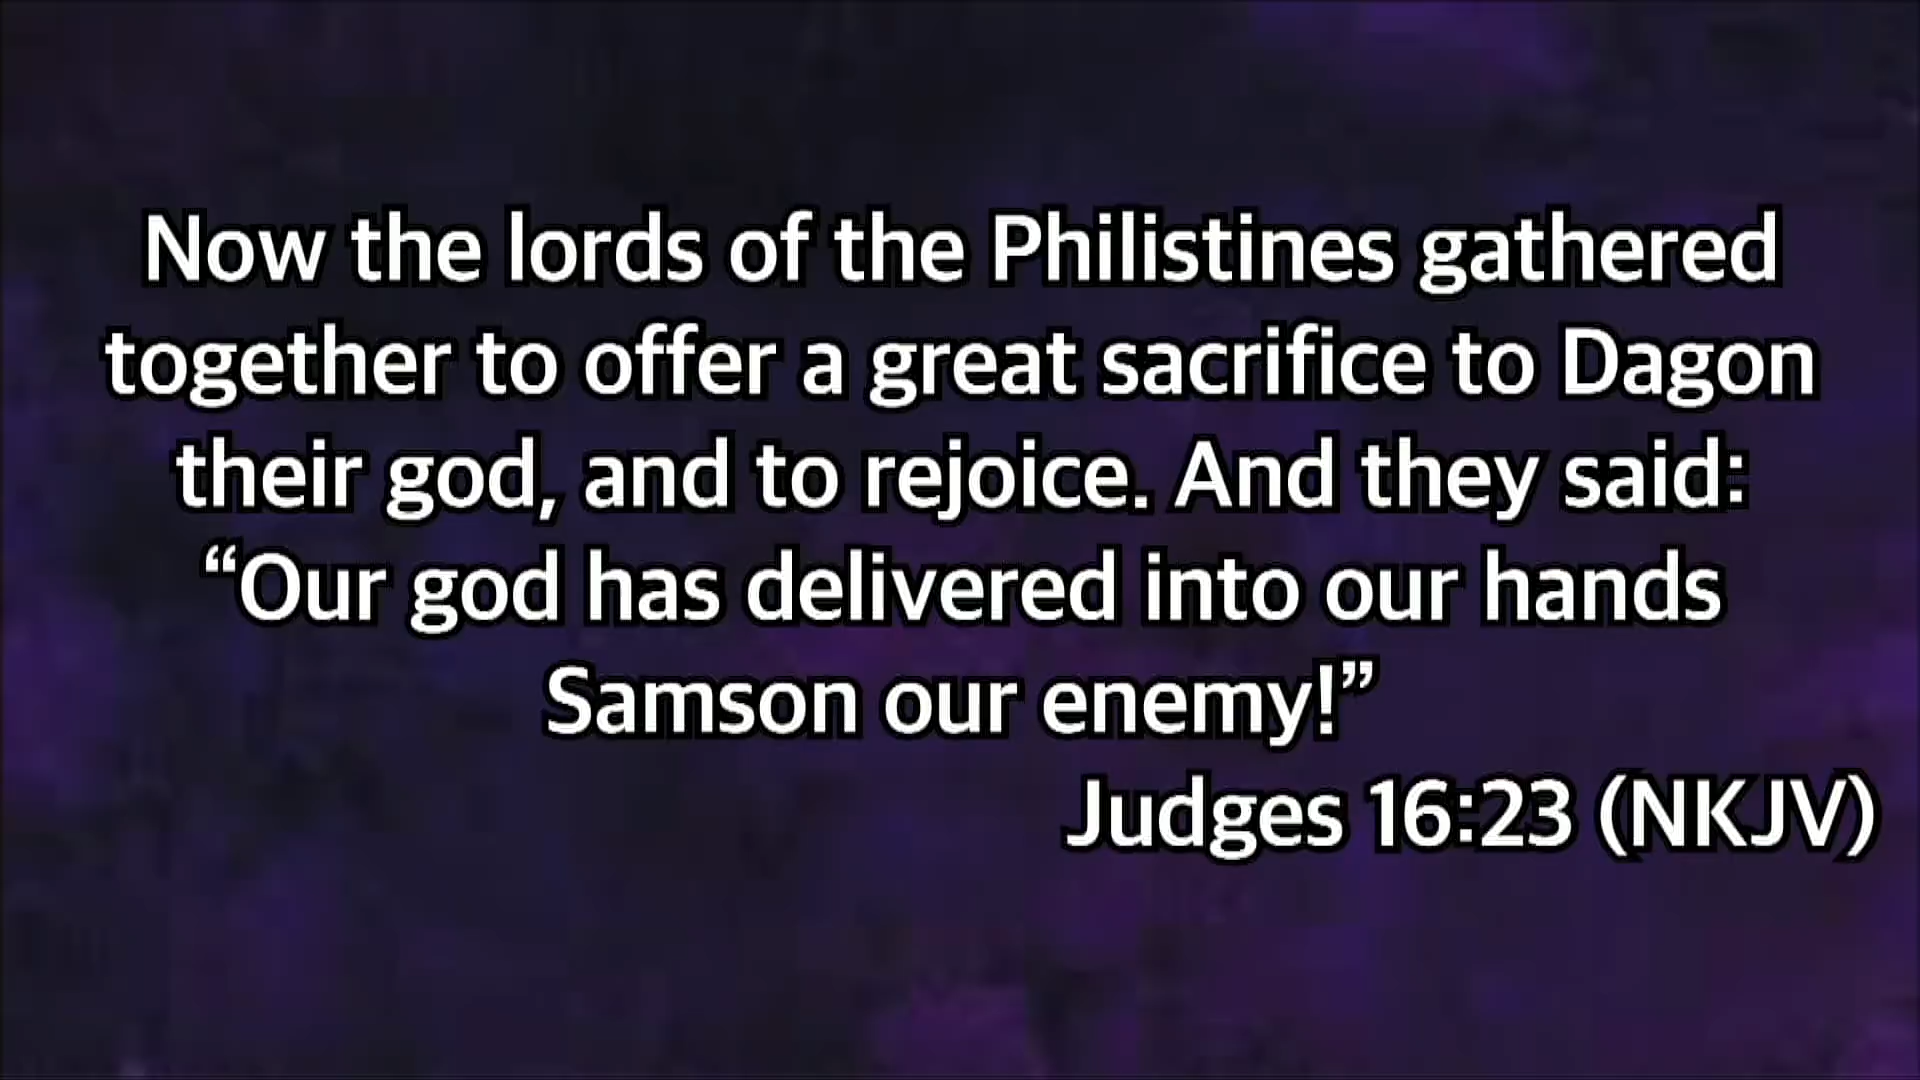 Now the lords of the Philistines gathered
together to offer a great sacrifice to Dagon
their god, and to rejoice. And they said:
“Our god has delivered into our hands
Samson our enemy!”
Judges 16:23 (NKJV)